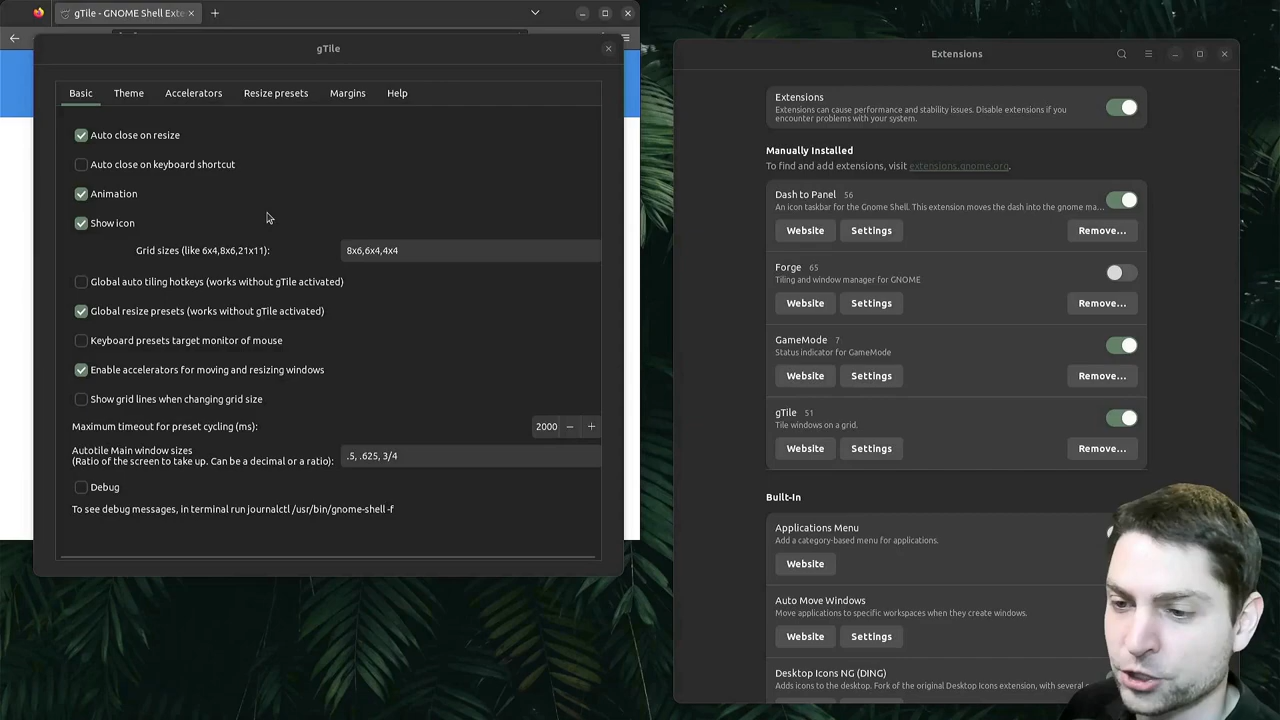 gTile - GNOME Shell Exte
gTile
Basic
Theme
Accelerators
Resize presets
Margins
Help
Auto close on resize
Auto close on keyboard shortcut
Animation
Show icon
Grid sizes (like 6x4,8x6,21x11):
8x6,6x4,4x4
Global auto tiling hotkeys (works without gTile activated)
Global resize presets (works without gTile activated)
Keyboard presets target monitor of mouse
Enable accelerators for moving and resizing windows
Show grid lines when changing grid size
Maximum timeout for preset cycling (ms):
2000
Autotile Main window sizes
(Ratio of the screen to take up. Can be a decimal or a ratio):
.5, .625, 3/4
Debug
To see debug messages, in terminal run journalctl /usr/bin/gnome-shell -f
Extensions
Extensions
Extensions can cause performance and stability issues. Disable extensions if you
encounter problems with your system.
Manually Installed
To find and add extensions, visit extensions.gnome.org.
Dash to Panel 56
An icon taskbar for the Gnome Shell. This extension moves the dash into the gnome ma...
Website
Settings
Remove...
Forge 65
Tiling and window manager for GNOME
Website
Settings
Remove...
GameMode 7
Status indicator for GameMode
Website
Settings
Remove...
gTile 51
Tile windows on a grid.
Website
Settings
Remove...
Built-In
Applications Menu
Add a category-based menu for applications.
Website
Auto Move Windows
Move applications to specific workspaces when they create windows.
Website
Settings
Desktop Icons NG (DING)
Adds icons to the desktop. Fork of the original Desktop Icons extension, with several